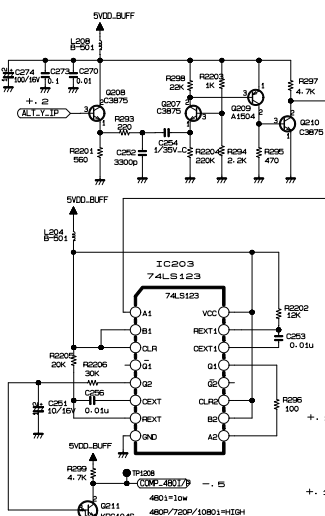 5VDD_BUFF
L206
B-501
C274
100/16V
C273
0.1
C270
0.01
+. 2
ALT_Y_IP
Q208
C3875
R293
220
R2201
560
C252
3300p
C254
1/35V_C
R298
22K
R2203
1K
Q207
C3875
R2204
220K
R294
2.2K
Q209
A1504
R295
470
R297
4.7K
Q210
C3875
5VDD_BUFF
L204
B-501
IC203
74LS123
74LS123
A1
B1
CLR
Q1
Q2
CEXT
REXT
GND
VCC
REXT1
CEXT1
Q1
Q2
CLR2
B2
A2
R2202
12K
C253
0.01u
R2205
20K
R2206
30K
C256
0.01u
C251
10/16V
R296
100
5VDD_BUFF
R299
4.7K
TP1208
COMP_480I/P
-. 5
480i=low
480P/720P/1080i=HIGH
Q211
+.
+.